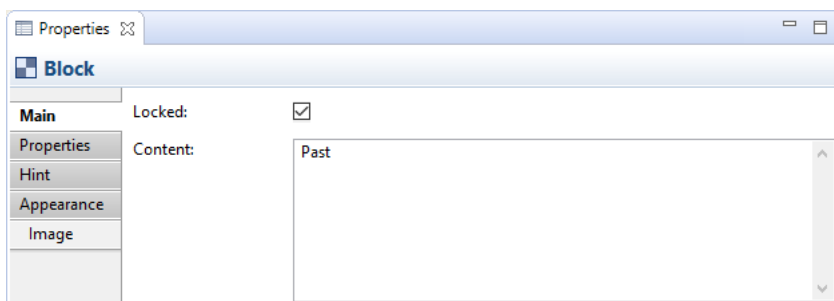 Properties
Block
Main
Locked:
Properties
Content:
Past
Hint
Appearance
Image